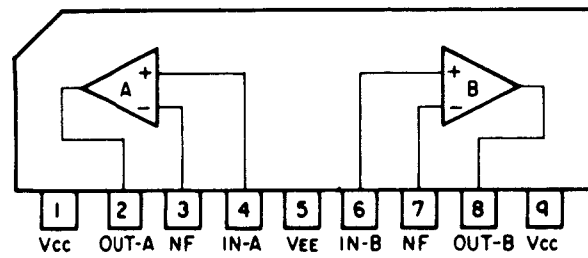 + +
A B
− −
1 2 3 4 5 6 7 8 9
Vcc OUT-A NF IN-A VEE IN-B NF OUT-B Vcc